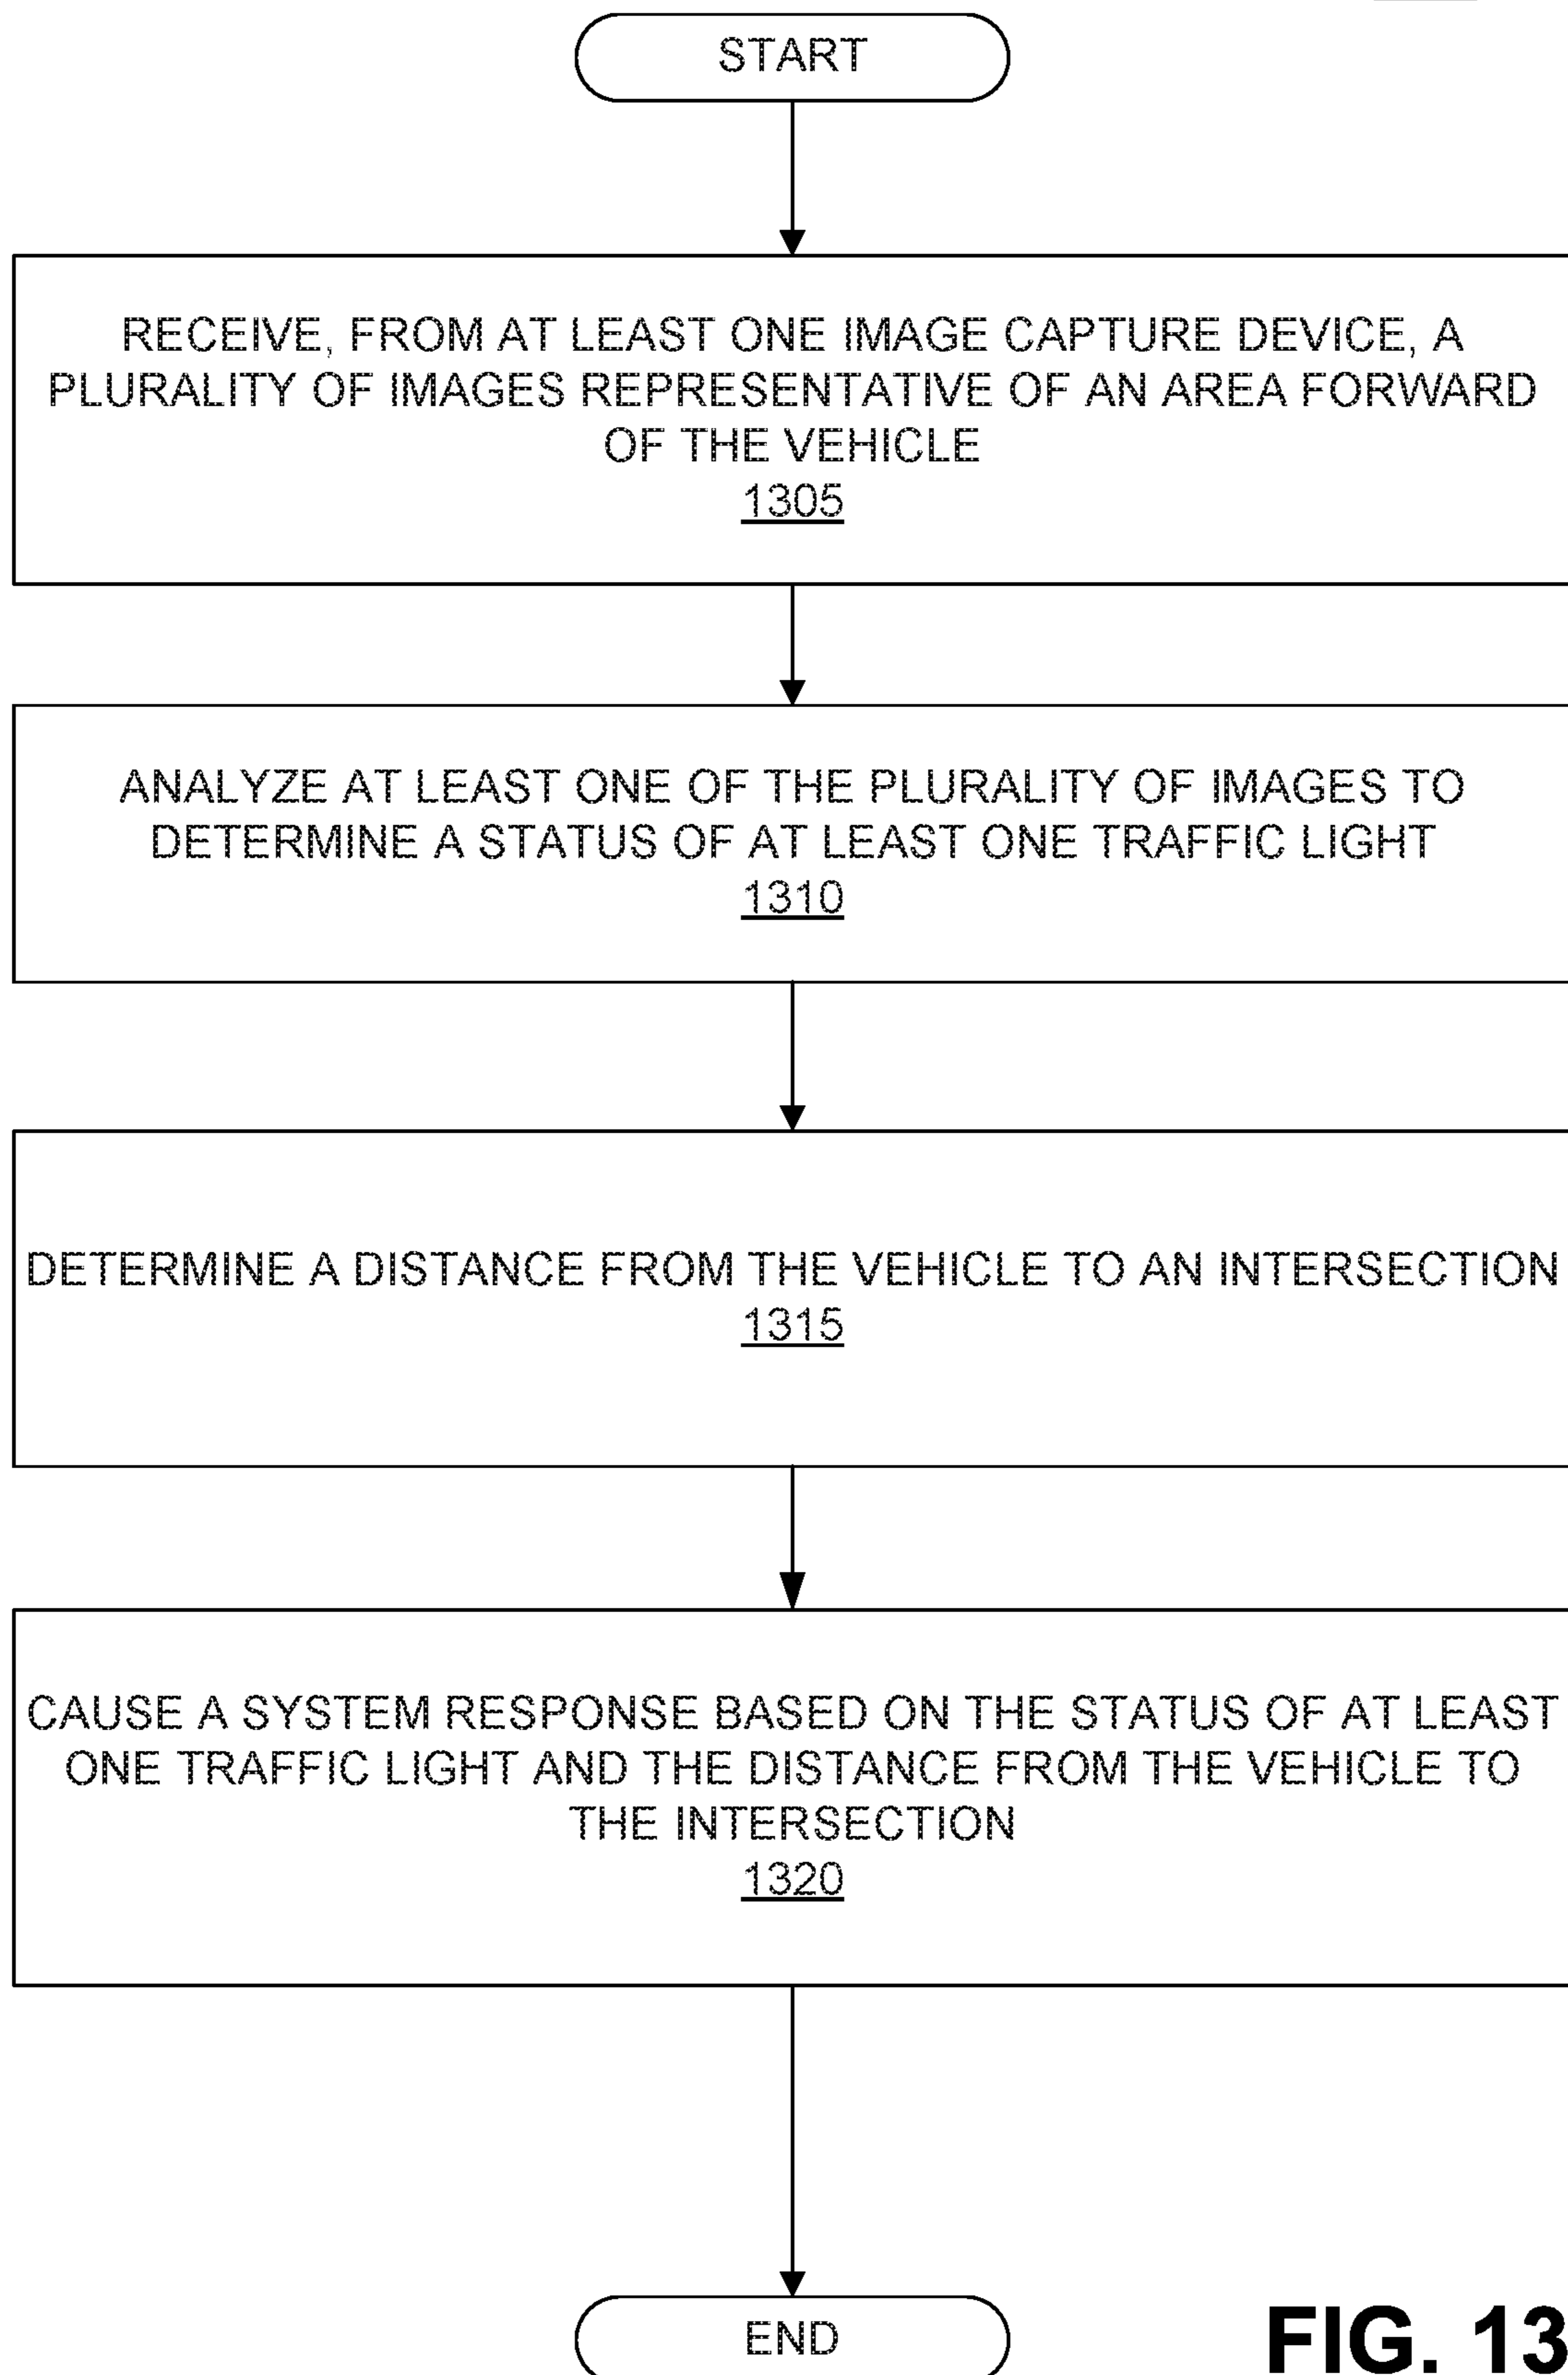 START
RECEIVE, FROM AT LEAST ONE IMAGE CAPTURE DEVICE, A
PLURALITY OF IMAGES REPRESENTATIVE OF AN AREA FORWARD
OF THE VEHICLE
1305
ANALYZE AT LEAST ONE OF THE PLURALITY OF IMAGES TO
DETERMINE A STATUS OF AT LEAST ONE TRAFFIC LIGHT
1310
DETERMINE A DISTANCE FROM THE VEHICLE TO AN INTERSECTION
1315
CAUSE A SYSTEM RESPONSE BASED ON THE STATUS OF AT LEAST
ONE TRAFFIC LIGHT AND THE DISTANCE FROM THE VEHICLE TO
THE INTERSECTION
1320
END
FIG. 13